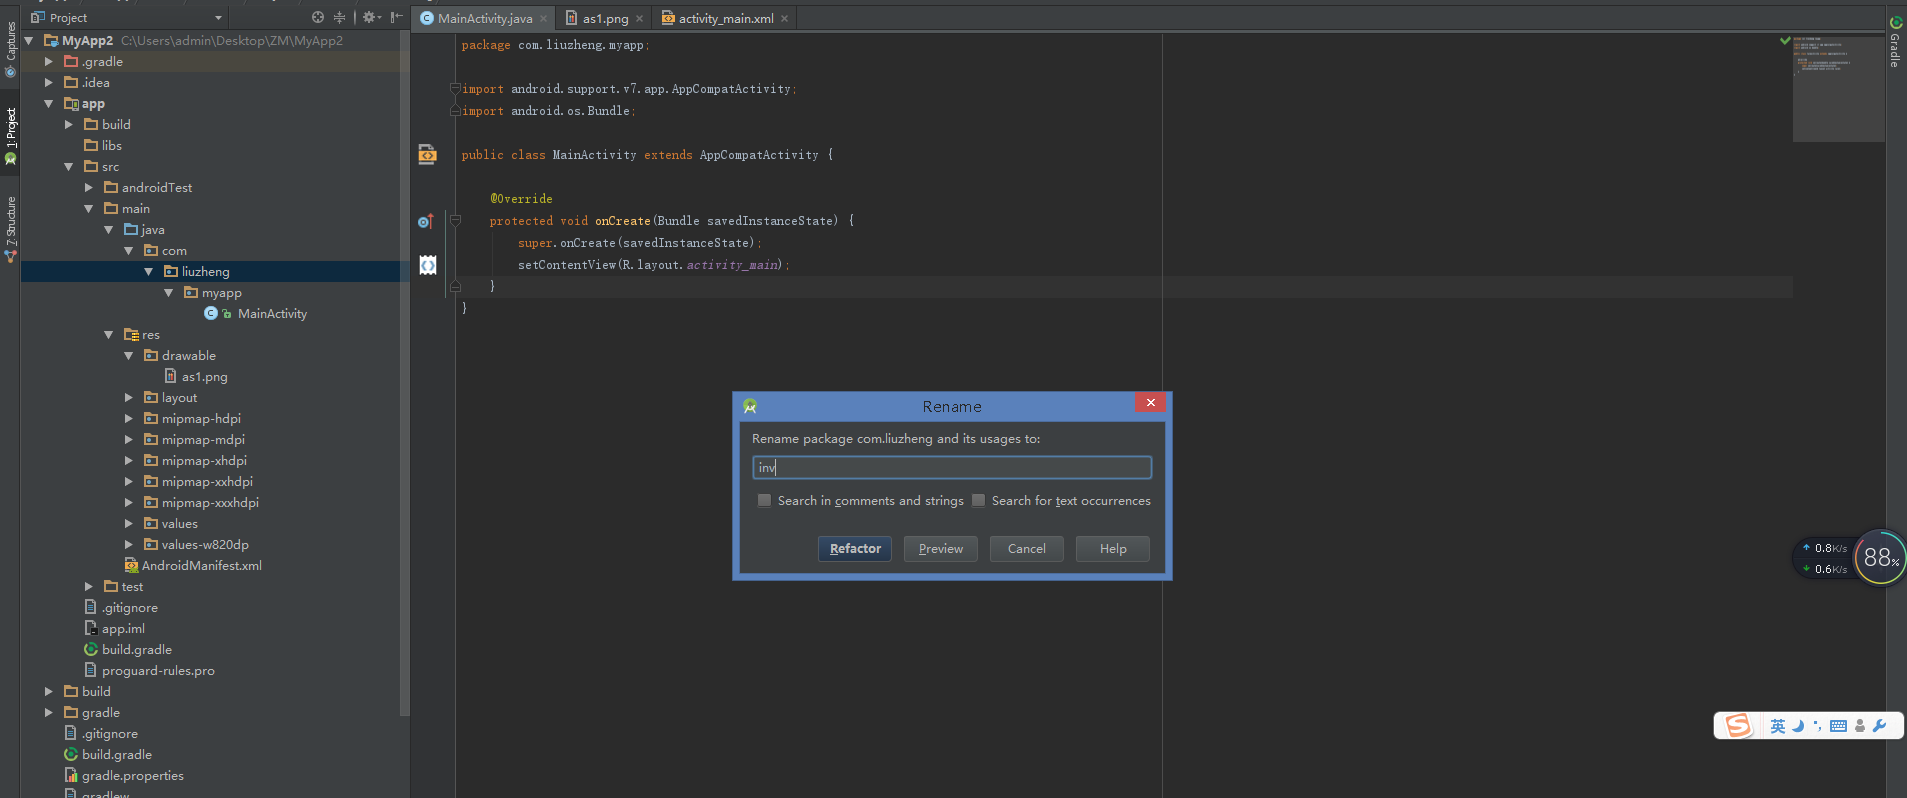 Project
MainActivity.java
as1.png
activity_main.xml
Captures
1: Project
7: Structure
Gradle
MyApp2 C:\Users\admin\Desktop\ZM\MyApp2
.gradle
.idea
app
build
libs
src
androidTest
main
java
com
liuzheng
myapp
MainActivity
res
drawable
as1.png
layout
mipmap-hdpi
mipmap-mdpi
mipmap-xhdpi
mipmap-xxhdpi
mipmap-xxxhdpi
values
values-w820dp
AndroidManifest.xml
test
.gitignore
app.iml
build.gradle
proguard-rules.pro
build
gradle
.gitignore
build.gradle
gradle.properties
gradlew
package com.liuzheng.myapp;
import android.support.v7.app.AppCompatActivity;
import android.os.Bundle;
public class MainActivity extends AppCompatActivity {
@Override
protected void onCreate(Bundle savedInstanceState) {
super.onCreate(savedInstanceState);
setContentView(R.layout.activity_main);
}
}
Rename
Rename package com.liuzheng and its usages to:
inv
Search in comments and strings
Search for text occurrences
Refactor
Preview
Cancel
Help
0.8K/s
0.6K/s
88%
英